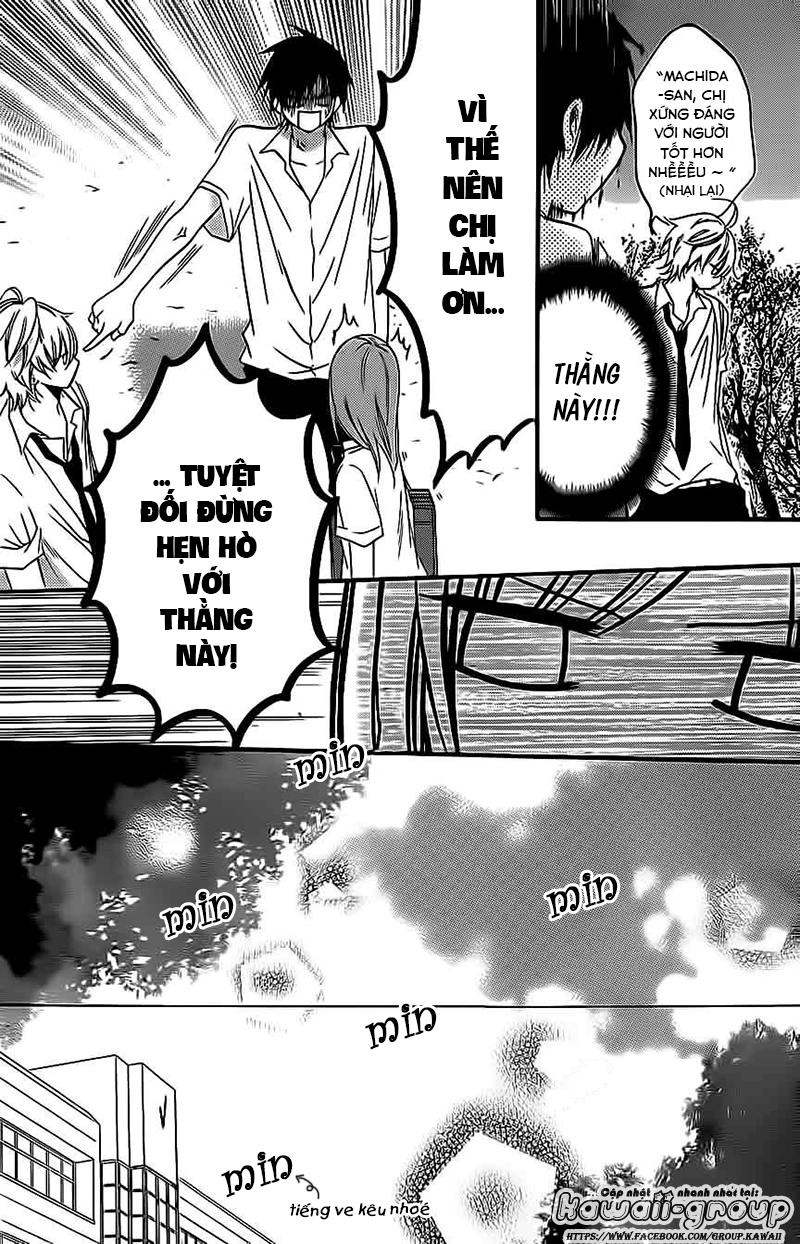 “MACHIDA
-SAN, CHỊ
XỨNG ĐÁNG
VỚI NGƯỜI
TỐT HƠN
NHỀỀỀU ~ “
(NHẠI LẠI)
THẰNG
NÀY!!!
VÌ
THẾ
NÊN
CHỊ
LÀM
ƠN...
... TUYỆT
ĐỐI ĐỪNG
HẸN HÒ
VỚI
THẰNG
NÀY!
min
min
min
min
min
tiếng ve kêu nhoé
... Cập nhật nhanh nhất tại:
Kawaii-group
HTTPS://WWW.FACEBOOK.COM/GROUP.KAWAII